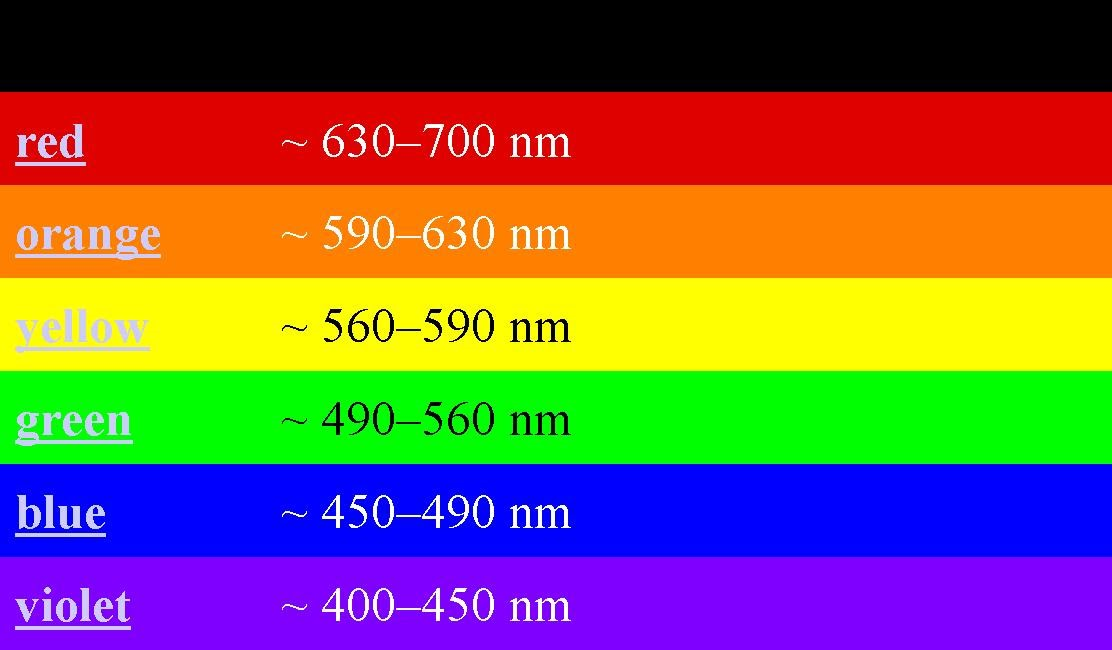 red ~ 630–700 nm
orange ~ 590–630 nm
yellow ~ 560–590 nm
green ~ 490–560 nm
blue ~ 450–490 nm
violet ~ 400–450 nm